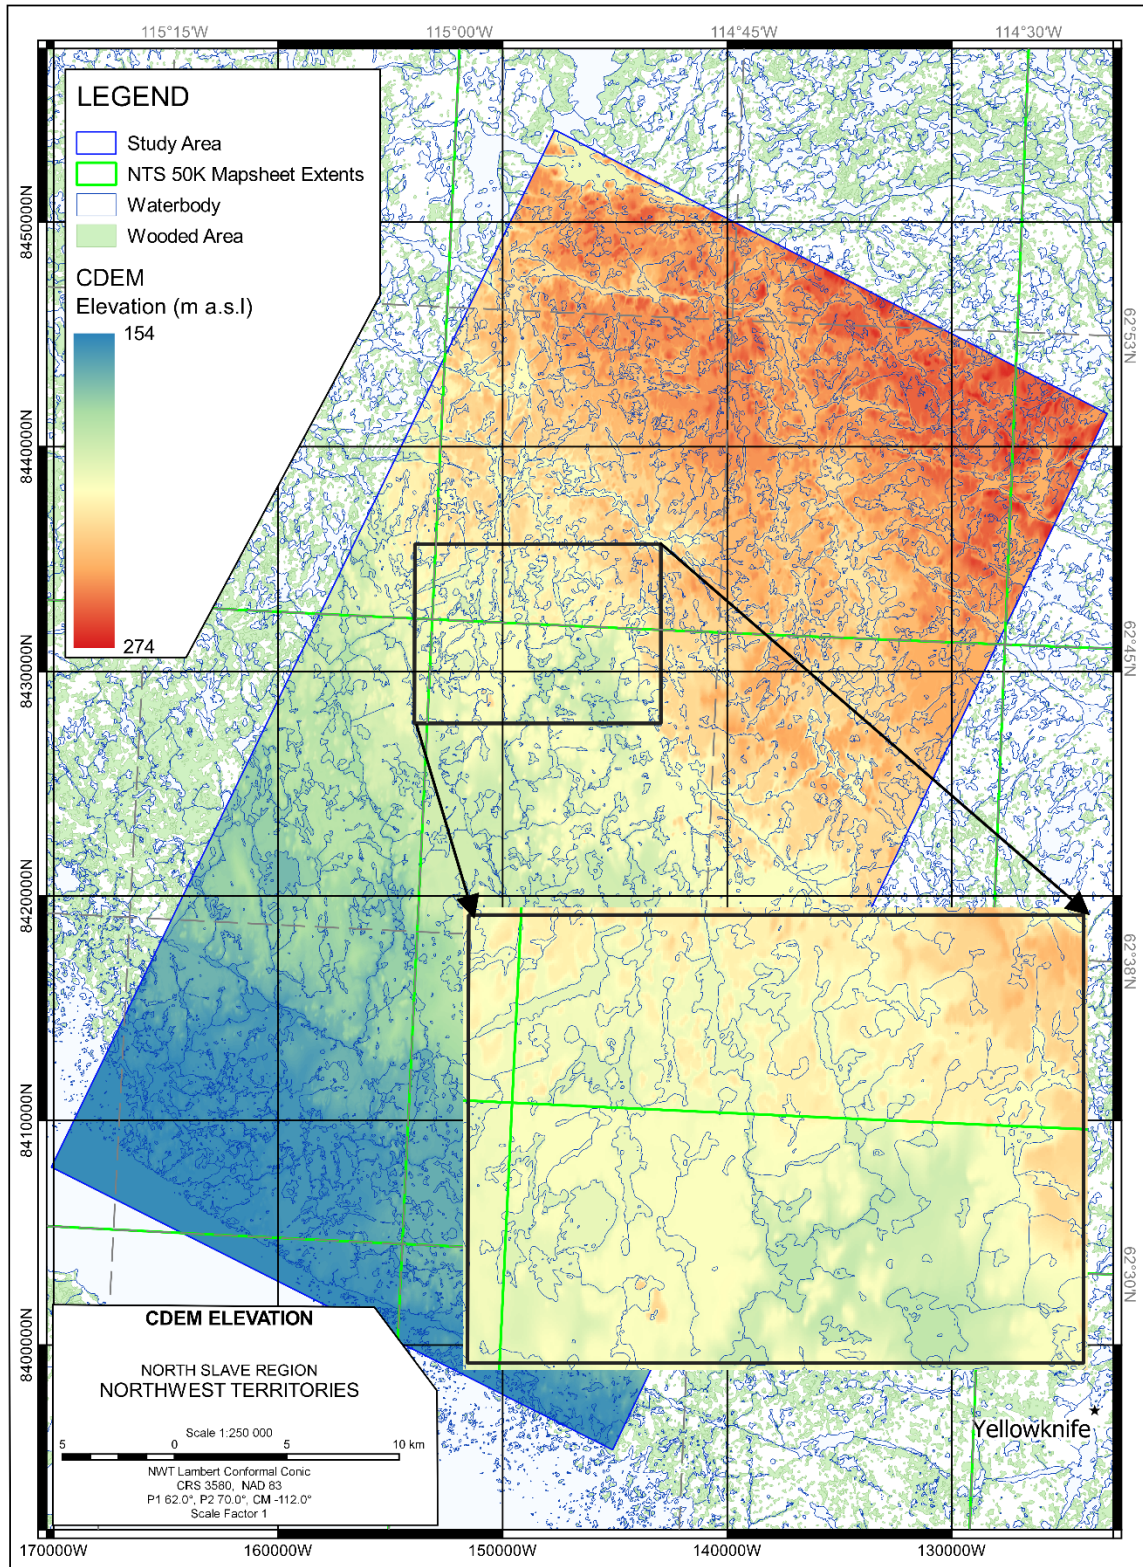 115°15'W
115°00'W
114°45'W
114°30'W
LEGEND
Study Area
NTS 50K Mapsheet Extents
Waterbody
Wooded Area
CDEM
Elevation (m a.s.l)
154
274
8450000N
8440000N
8430000N
8420000N
8410000N
8400000N
62°53'N
62°45'N
62°38'N
62°30'N
CDEM ELEVATION
NORTH SLAVE REGION
NORTHWEST TERRITORIES
Scale 1:250 000
5 0 5 10 km
NWT Lambert Conformal Conic
CRS 3580, NAD 83
P1 62.0°, P2 70.0°, CM -112.0°
Scale Factor 1
Yellowknife
170000W
160000W
150000W
140000W
130000W